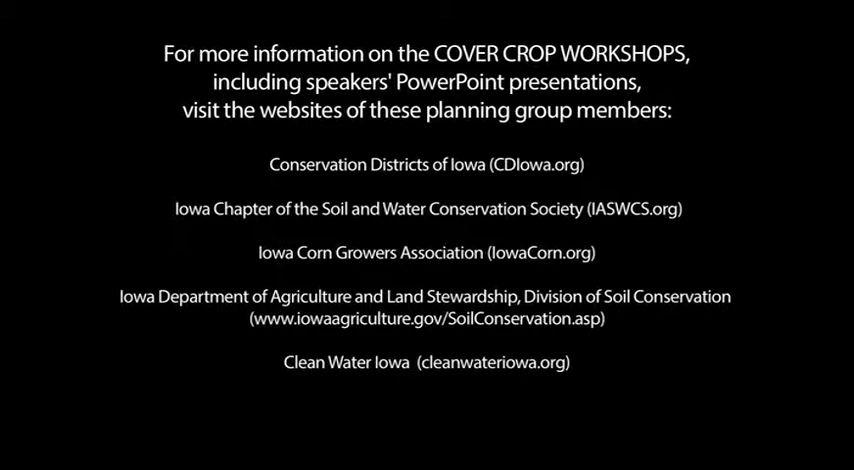 For more information on the COVER CROP WORKSHOPS,
including speakers' PowerPoint presentations,
visit the websites of these planning group members:
Conservation Districts of Iowa (CDIowa.org)
Iowa Chapter of the Soil and Water Conservation Society (IASWCS.org)
Iowa Corn Growers Association (IowaCorn.org)
Iowa Department of Agriculture and Land Stewardship, Division of Soil Conservation
(www.iowaagriculture.gov/SoilConservation.asp)
Clean Water Iowa (cleanwateriowa.org)